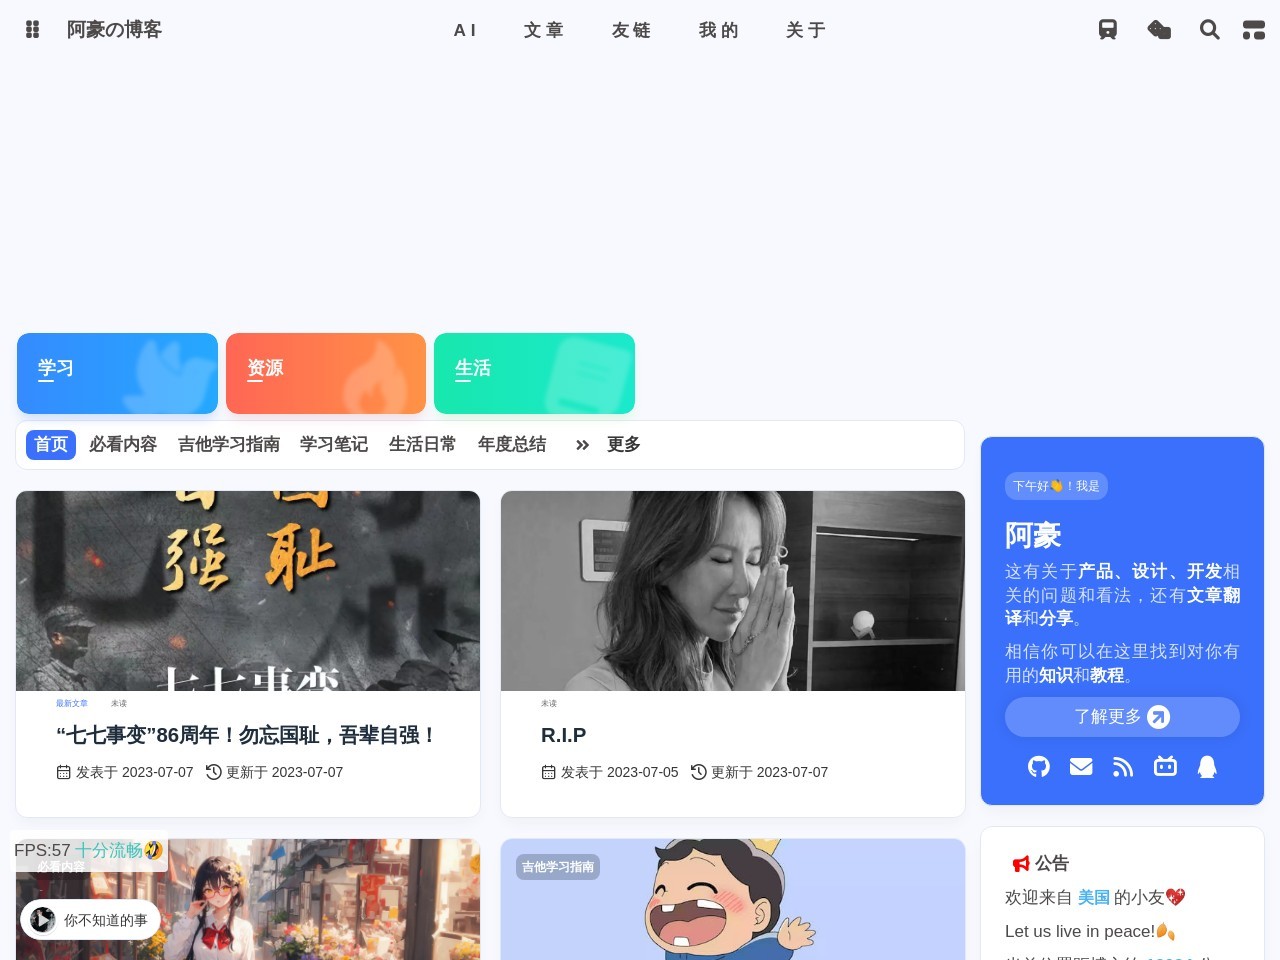 阿豪の博客
AI 文章 友链 我的 关于
学习 资源 生活
首页 必看内容 吉他学习指南 学习笔记 生活日常 年度总结 更多
强 耻
七七事变
最新文章 未读
“七七事变”86周年！勿忘国耻，吾辈自强！
发表于 2023-07-07 更新于 2023-07-07
未读
R.I.P
发表于 2023-07-05 更新于 2023-07-07
下午好👋！我是
阿豪
这有关于产品、设计、开发相
关的问题和看法，还有文章翻
译和分享。
相信你可以在这里找到对你有
用的知识和教程。
了解更多
公告
欢迎来自 美国 的小友💖
Let us live in peace!🍂
FPS:57 十分流畅🤣
必看内容
你不知道的事
吉他学习指南